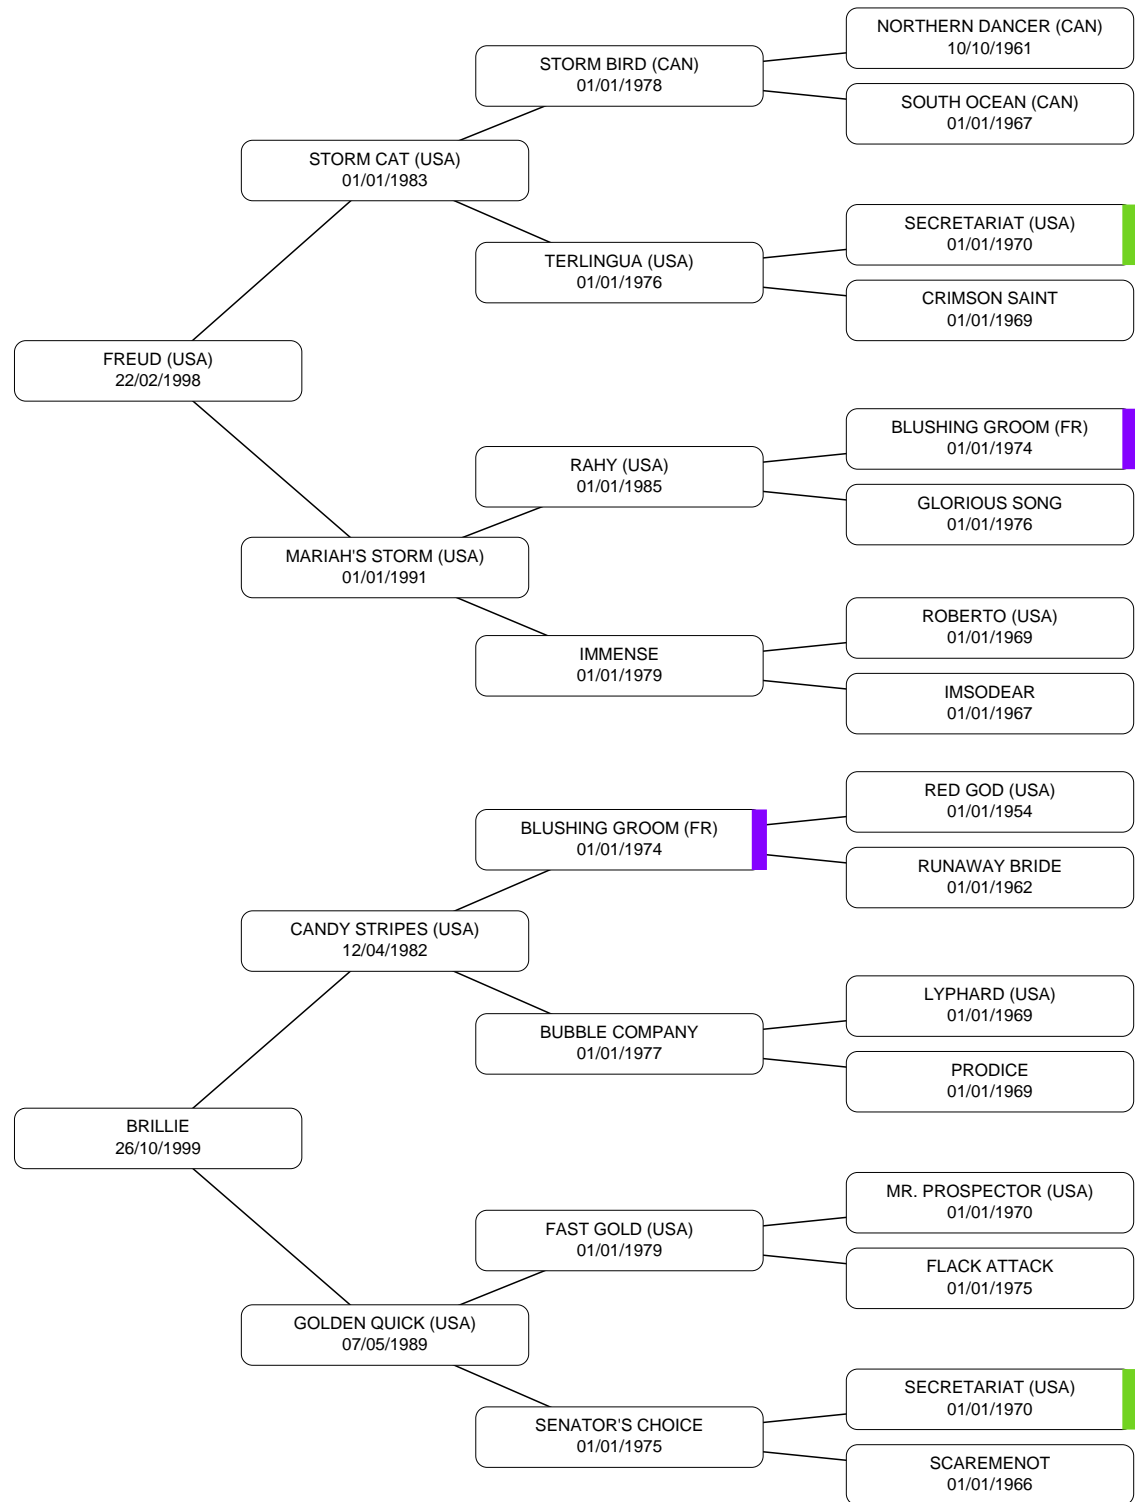 NORTHERN DANCER (CAN)
10/10/1961
STORM BIRD (CAN)
01/01/1978
SOUTH OCEAN (CAN)
01/01/1967
STORM CAT (USA)
01/01/1983
SECRETARIAT (USA)
01/01/1970
TERLINGUA (USA)
01/01/1976
CRIMSON SAINT
01/01/1969
FREUD (USA)
22/02/1998
BLUSHING GROOM (FR)
01/01/1974
RAHY (USA)
01/01/1985
GLORIOUS SONG
01/01/1976
MARIAH'S STORM (USA)
01/01/1991
ROBERTO (USA)
01/01/1969
IMMENSE
01/01/1979
IMSODEAR
01/01/1967
RED GOD (USA)
01/01/1954
BLUSHING GROOM (FR)
01/01/1974
RUNAWAY BRIDE
01/01/1962
CANDY STRIPES (USA)
12/04/1982
LYPHARD (USA)
01/01/1969
BUBBLE COMPANY
01/01/1977
PRODICE
01/01/1969
BRILLIE
26/10/1999
MR. PROSPECTOR (USA)
01/01/1970
FAST GOLD (USA)
01/01/1979
FLACK ATTACK
01/01/1975
GOLDEN QUICK (USA)
07/05/1989
SECRETARIAT (USA)
01/01/1970
SENATOR'S CHOICE
01/01/1975
SCAREMENOT
01/01/1966